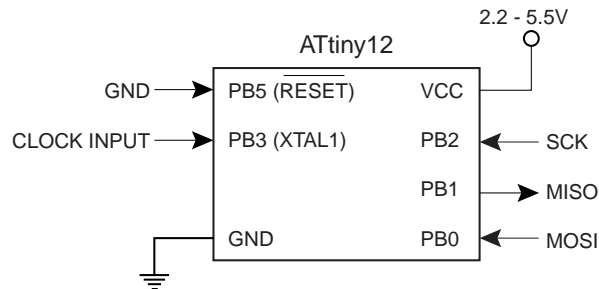 2.2 - 5.5V
ATtiny12
GND PB5 (RESET) VCC
CLOCK INPUT PB3 (XTAL1) PB2 SCK
PB1 MISO
GND PB0 MOSI